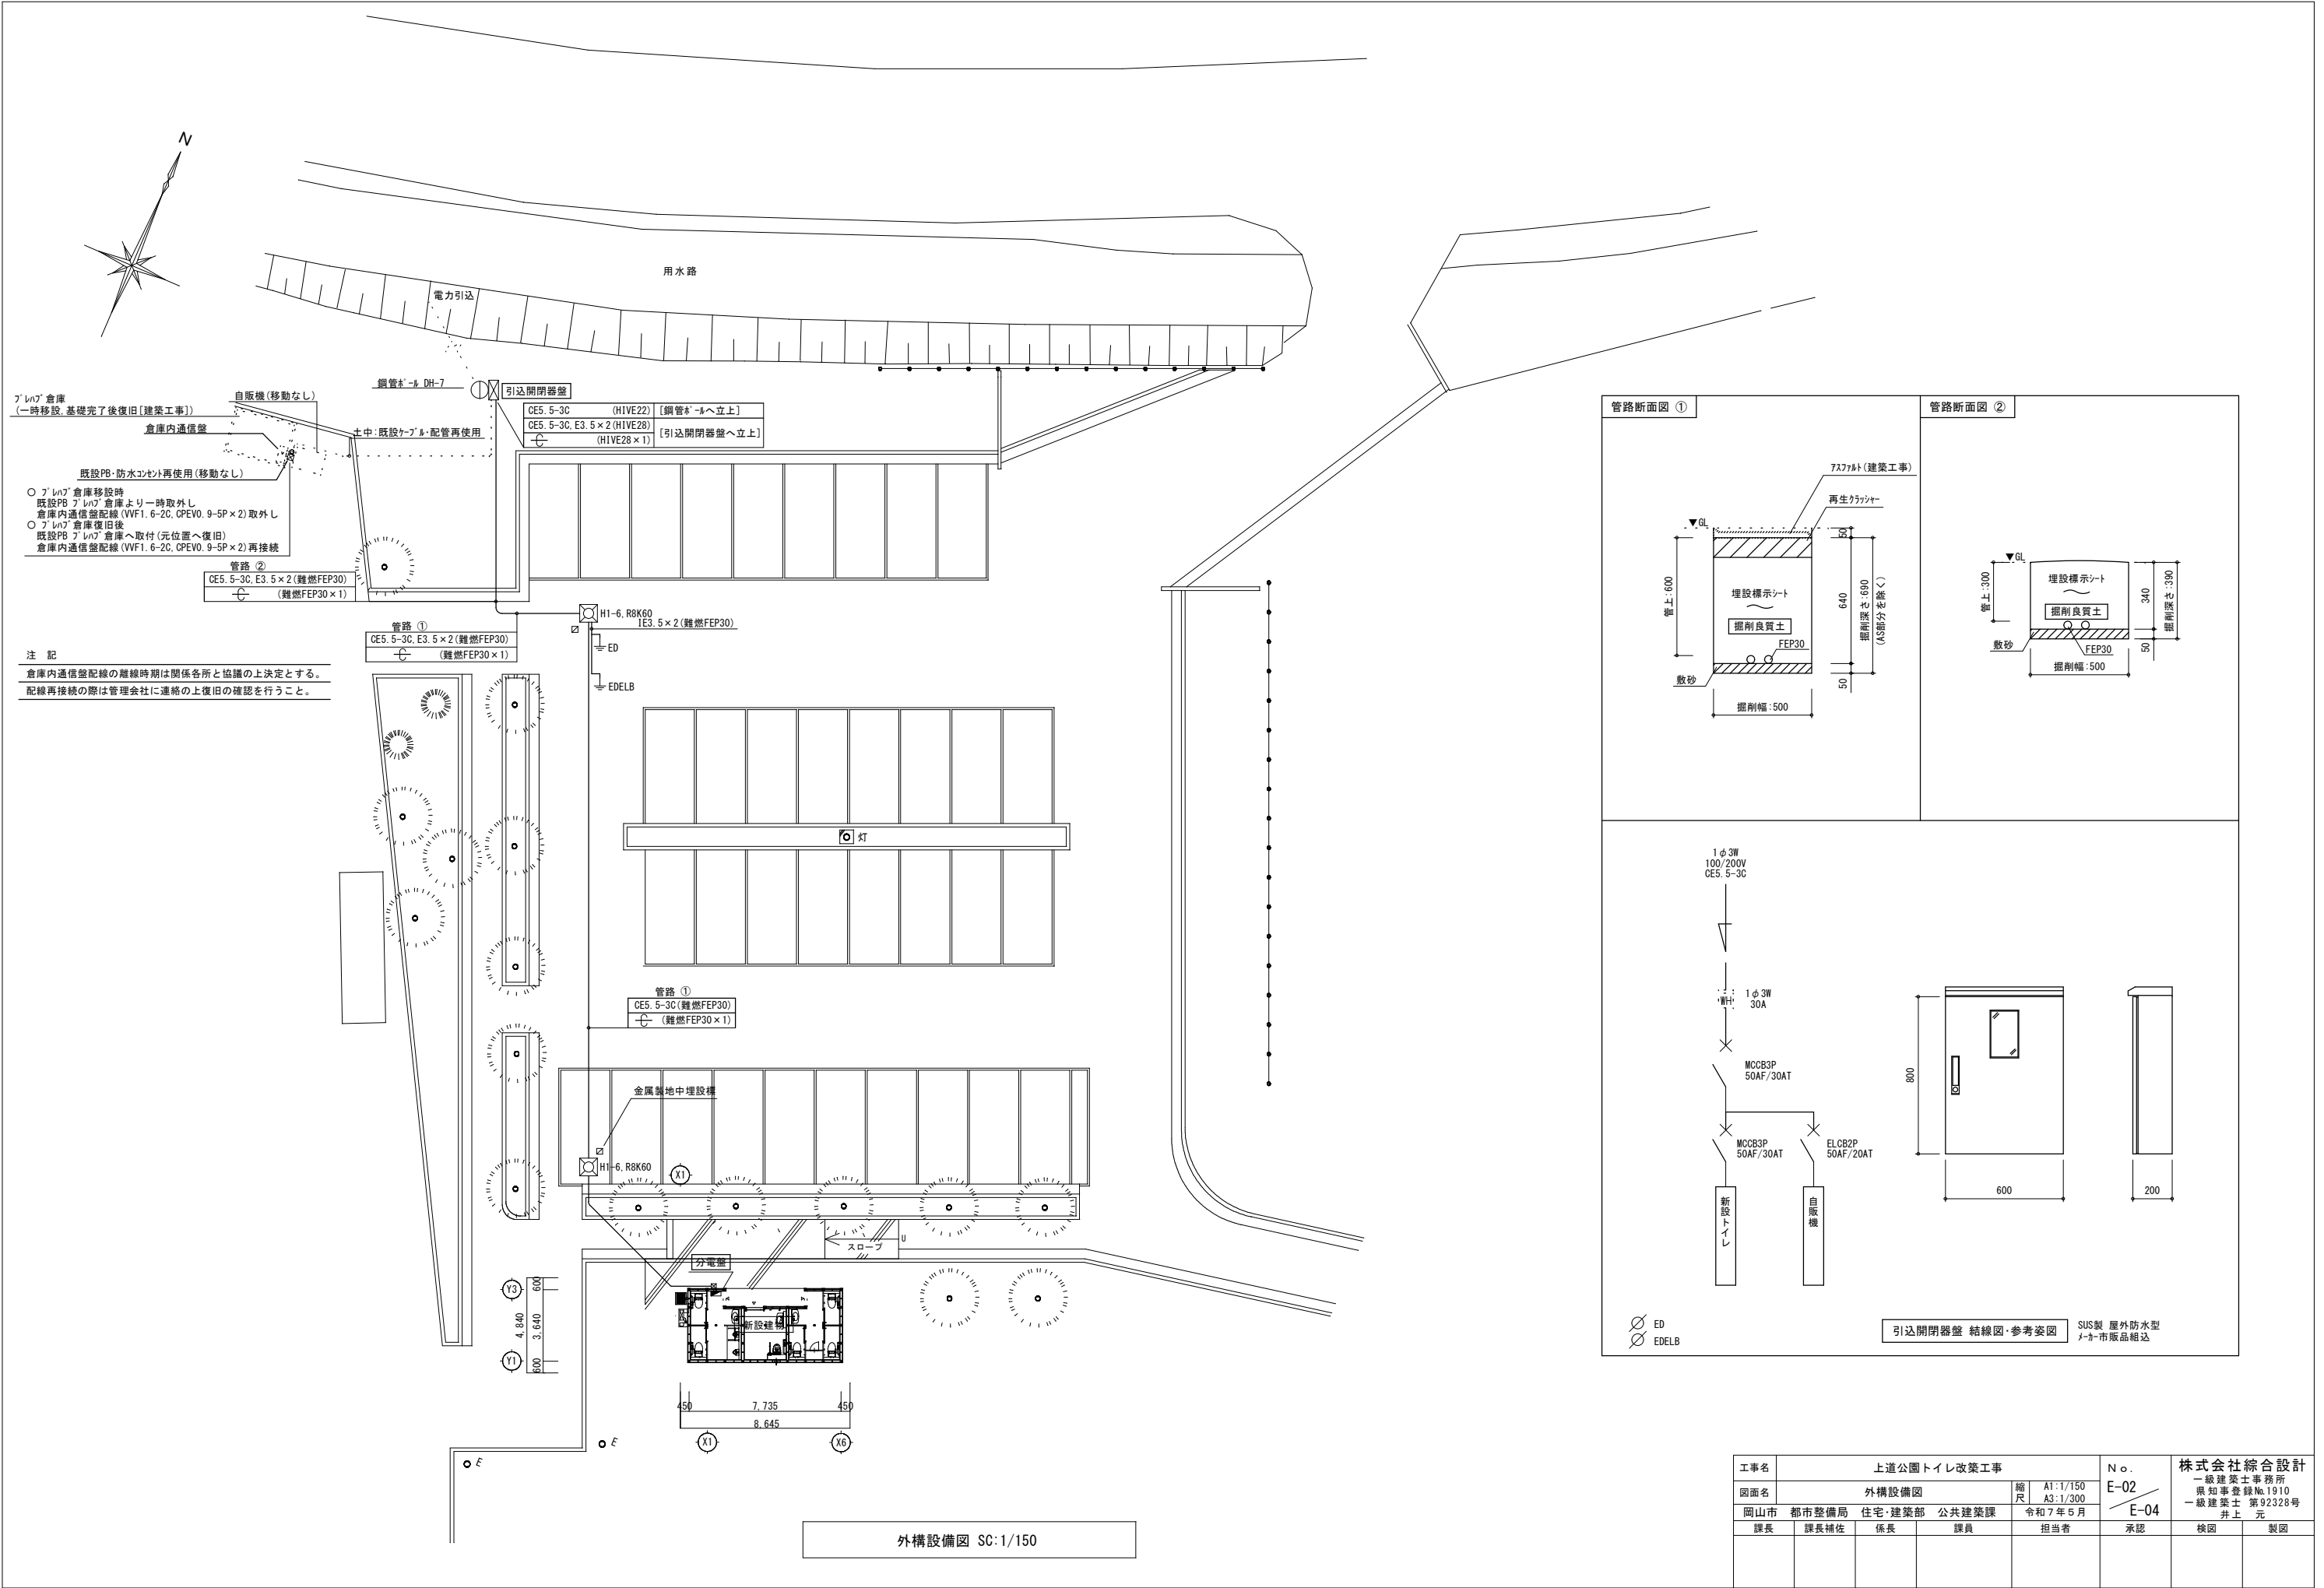 N
用水路
電力引込
鋼管ﾎﾟｰﾙ DH-7
引込開閉器盤
CE5.5-3C (HIVE22) [鋼管ﾎﾟｰﾙへ立上]
CE5.5-3C, E3.5×2(HIVE28) [引込開閉器盤へ立上]
(HIVE28×1)
ﾌﾟﾚﾊﾌﾞ倉庫
(一時移設.基礎完了後復旧[建築工事])
自販機(移動なし)
倉庫内通信盤
土中:既設ｹｰﾌﾞﾙ・配管再使用
既設PB・防水ｺﾝｾﾝﾄ再使用(移動なし)
○ ﾌﾟﾚﾊﾌﾞ倉庫移設時
既設PB ﾌﾟﾚﾊﾌﾞ倉庫より一時取外し
倉庫内通信盤配線(VVF1.6-2C,CPEV0.9-5P×2)取外し
○ ﾌﾟﾚﾊﾌﾞ倉庫復旧後
既設PB ﾌﾟﾚﾊﾌﾞ倉庫へ取付(元位置へ復旧)
倉庫内通信盤配線(VVF1.6-2C,CPEV0.9-5P×2)再接続
管路 ②
CE5.5-3C, E3.5×2(難燃FEP30)
(難燃FEP30×1)
管路 ①
CE5.5-3C, E3.5×2(難燃FEP30)
(難燃FEP30×1)
H1-6,R8K60
IE3.5×2(難燃FEP30)
ED
EDELB
注 記
倉庫内通信盤配線の離線時期は関係各所と協議の上決定とする。
配線再接続の際は管理会社に連絡の上復旧の確認を行うこと。
灯
管路 ①
CE5.5-3C(難燃FEP30)
(難燃FEP30×1)
金属製地中埋設標
H1-6,R8K60
X1
スロープ
U
分電盤
新設建物
Y3
Y1
600
4,840
3,640
600
450
7,735
450
8,645
X1
X6
E
E
外構設備図 SC:1/150
管路断面図 ①
ｱｽﾌｧﾙﾄ(建築工事)
再生ｸﾗｯｼｬｰ
▼GL
管上:600
埋設標示ｼｰﾄ
掘削良質土
FEP30
敷砂
掘削幅:500
50
640
50
掘削深さ:690
(AS部分を除く)
管路断面図 ②
▼GL
管上:300
埋設標示ｼｰﾄ
掘削良質土
敷砂
FEP30
掘削幅:500
340
50
掘削深さ:390
1φ3W
100/200V
CE5.5-3C
WH
1φ3W
30A
MCCB3P
50AF/30AT
MCCB3P
50AF/30AT
ELCB2P
50AF/20AT
新設トイレ
自販機
ED
EDELB
800
600
200
引込開閉器盤 結線図・参考姿図
SUS製 屋外防水型
ﾒｰｶｰ市販品組込
工事名
上道公園トイレ改築工事
図面名
外構設備図
縮尺
A1:1/150
A3:1/300
岡山市 都市整備局 住宅・建築部 公共建築課
令和7年5月
No.
E-02
E-04
株式会社綜合設計
一級建築士事務所
県知事登録№1910
一級建築士 第92328号
井上 元
課長 課長補佐 係長 課員 担当者 承認 検図 製図